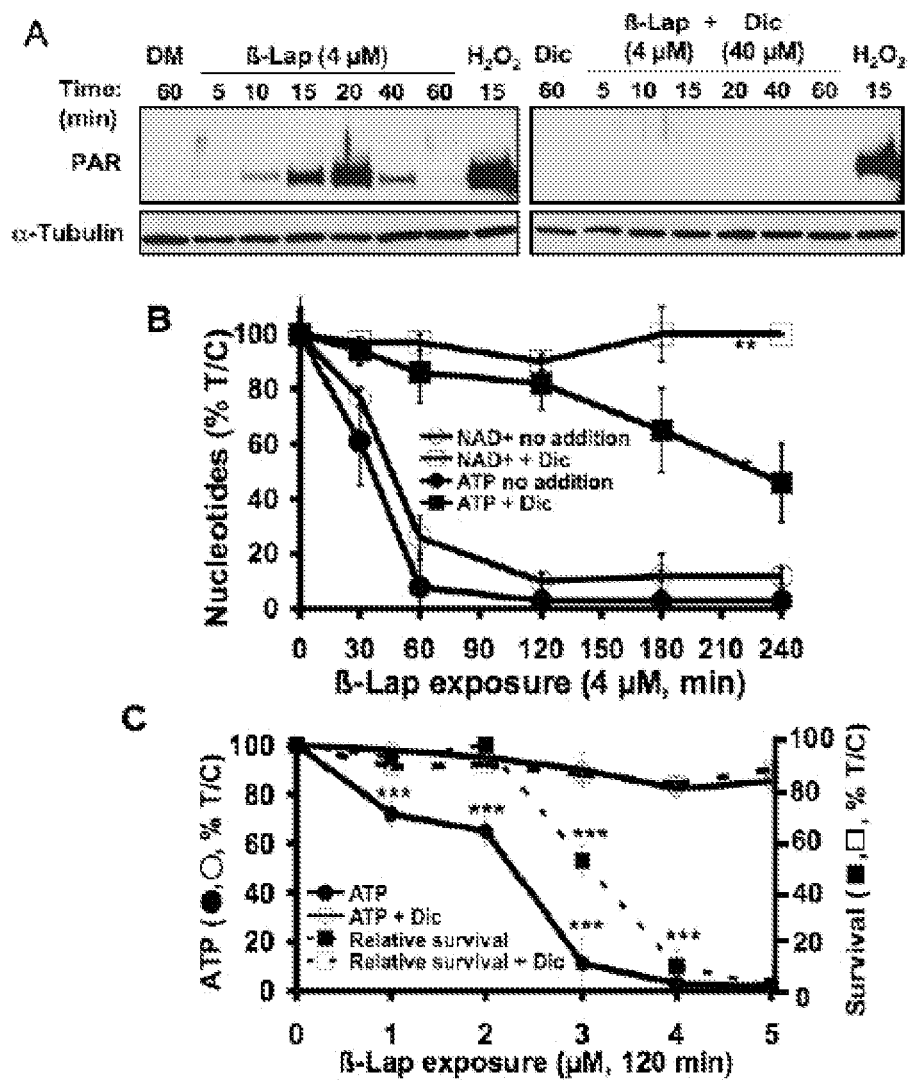 A
ß-Lap + Dic
DM ß-Lap (4 µM) H₂O₂ Dic (4 µM) (40 µM) H₂O₂
Time: 60 5 10 15 20 40 60 15 60 5 10 15 20 40 60 15
(min)
PAR
α-Tubulin
B
Nucleotides (% T/C)
100
80
60
40
20
0
**
*
NAD+ no addition
NAD+ + Dic
ATP no addition
ATP + Dic
0 30 60 90 120 150 180 210 240
ß-Lap exposure (4 µM, min)
C
ATP (●,○, % T/C)
100
80
60
40
20
0
*** *** *** *** ***
ATP
ATP + Dic
Relative survival
Relative survival + Dic
100
80
60
40
20
0
Survival (■,□, % T/C)
0 1 2 3 4 5
ß-Lap exposure (µM, 120 min)